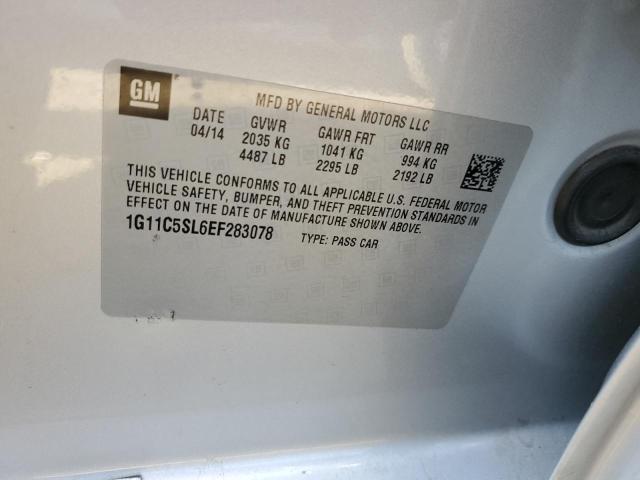 GM
MFD BY GENERAL MOTORS LLC
DATE GVWR GAWR FRT GAWR RR
04/14 2035 KG 1041 KG 994 KG
4487 LB 2295 LB 2192 LB
THIS VEHICLE CONFORMS TO ALL APPLICABLE U.S. FEDERAL MOTOR
VEHICLE SAFETY, BUMPER, AND THEFT PREVENTION STANDARDS IN
EFFECT ON THE DATE OF MANUFACTURE SHOWN ABOVE.
1G11C5SL6EF283078 TYPE: PASS CAR